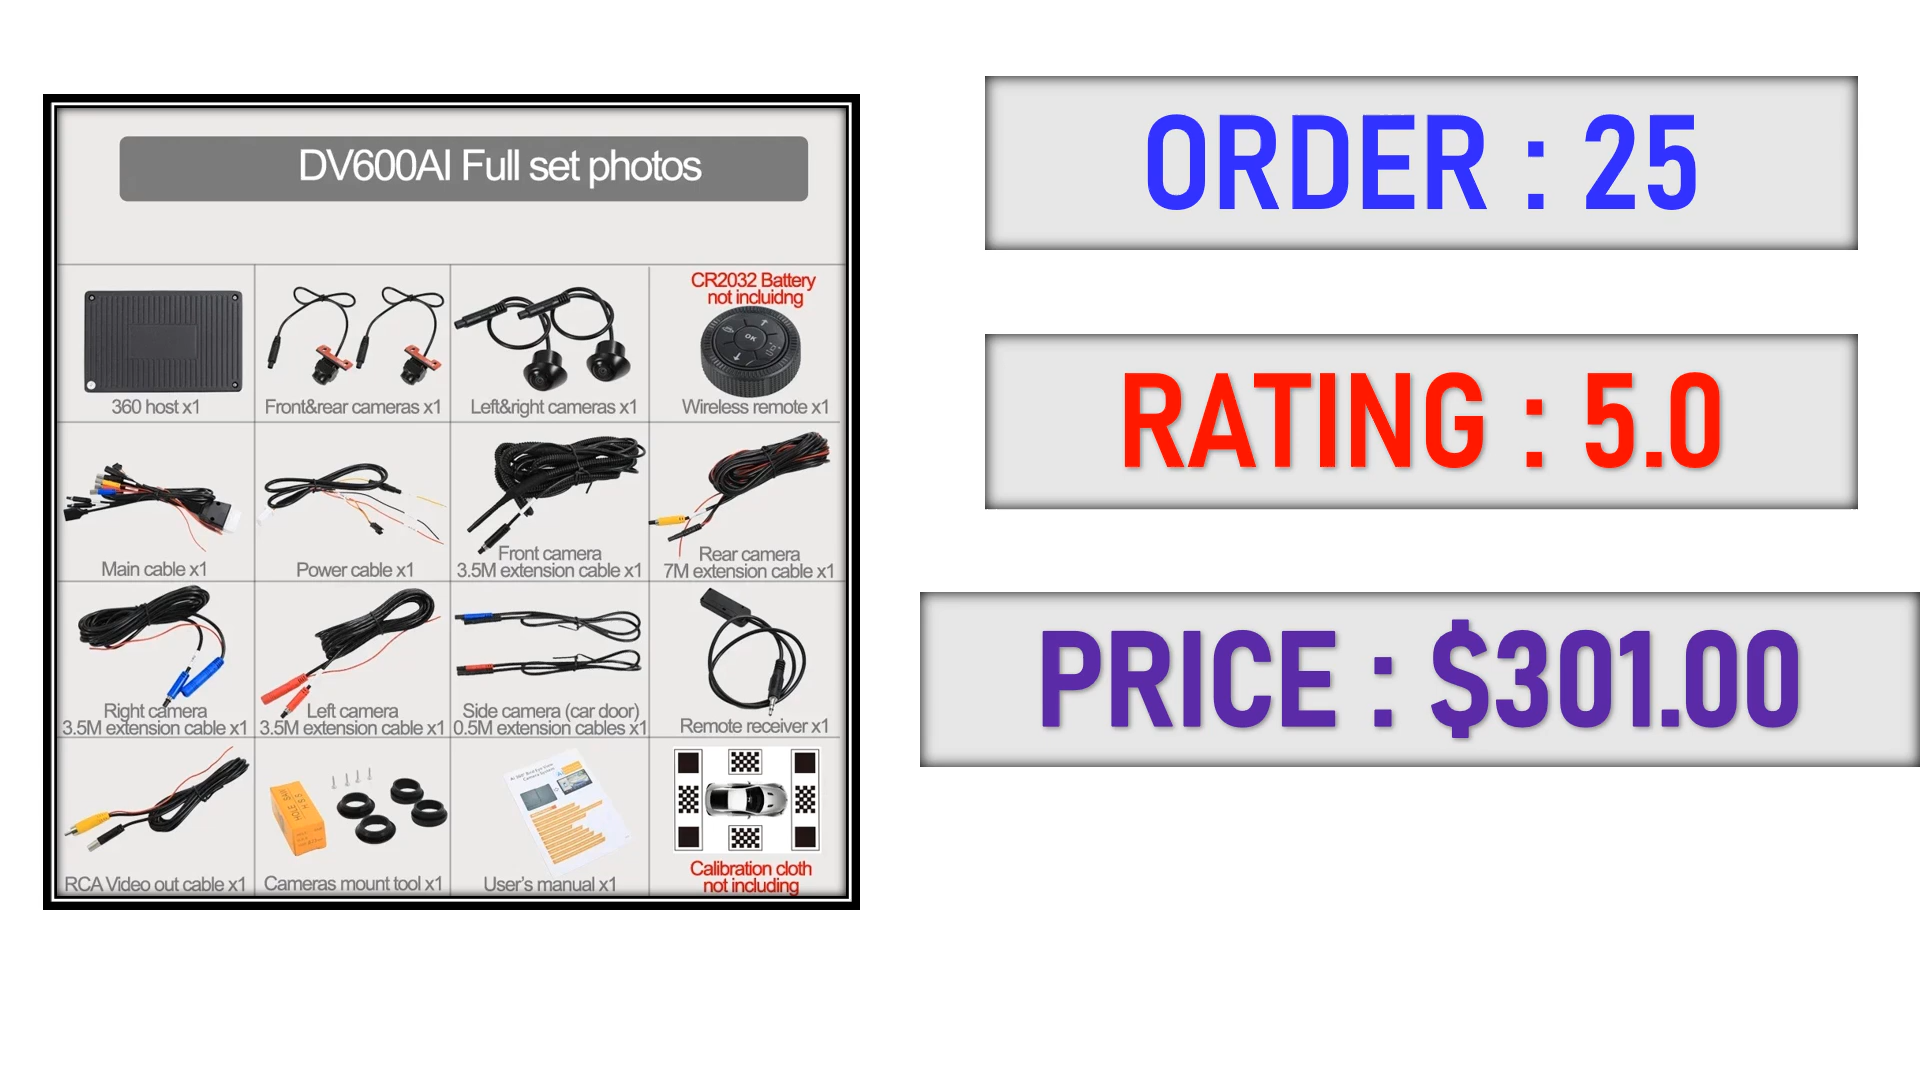 DV600AI Full set photos
CR2032 Battery
not incluidng
OK
360 host x1
Front&rear cameras x1
Left&right cameras x1
Wireless remote x1
Main cable x1
Power cable x1
Front camera
3.5M extension cable x1
Rear camera
7M extension cable x1
Right camera
3.5M extension cable x1
Left camera
3.5M extension cable x1
Side camera (car door)
0.5M extension cables x1
Remote receiver x1
RCA Video out cable x1
Cameras mount tool x1
User's manual x1
Calibration cloth
not including
ORDER : 25
RATING : 5.0
PRICE : $301.00